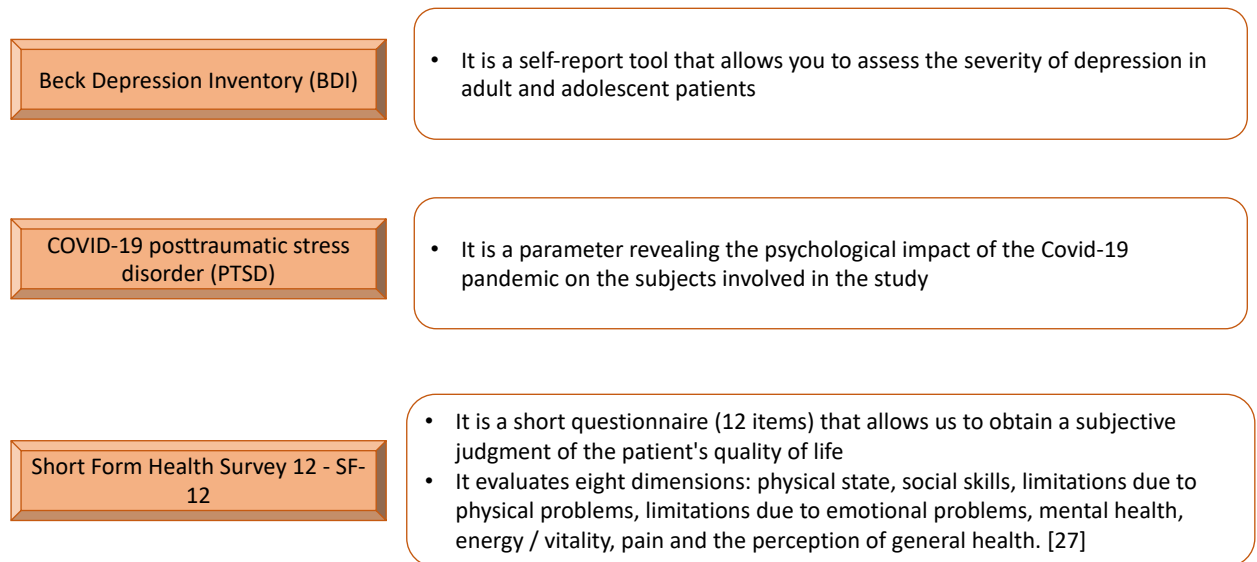 Beck Depression Inventory (BDI)
• It is a self-report tool that allows you to assess the severity of depression in
adult and adolescent patients
COVID-19 posttraumatic stress
disorder (PTSD)
• It is a parameter revealing the psychological impact of the Covid-19
pandemic on the subjects involved in the study
Short Form Health Survey 12 - SF-
12
• It is a short questionnaire (12 items) that allows us to obtain a subjective
judgment of the patient's quality of life
• It evaluates eight dimensions: physical state, social skills, limitations due to
physical problems, limitations due to emotional problems, mental health,
energy / vitality, pain and the perception of general health. [27]